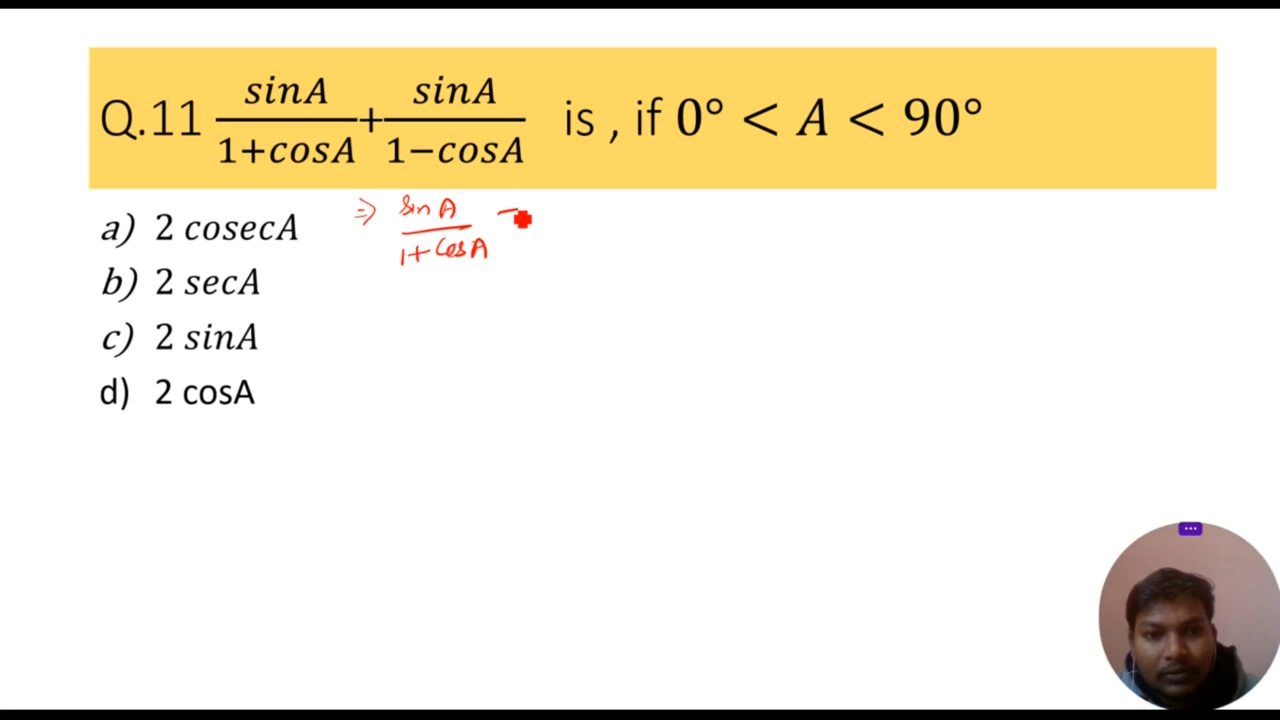 Q.11 sinA/1+cosA + sinA/1−cosA is , if 0° < A < 90°
a) 2 cosecA
⇒ sin A/1+cosA
b) 2 secA
c) 2 sinA
d) 2 cosA